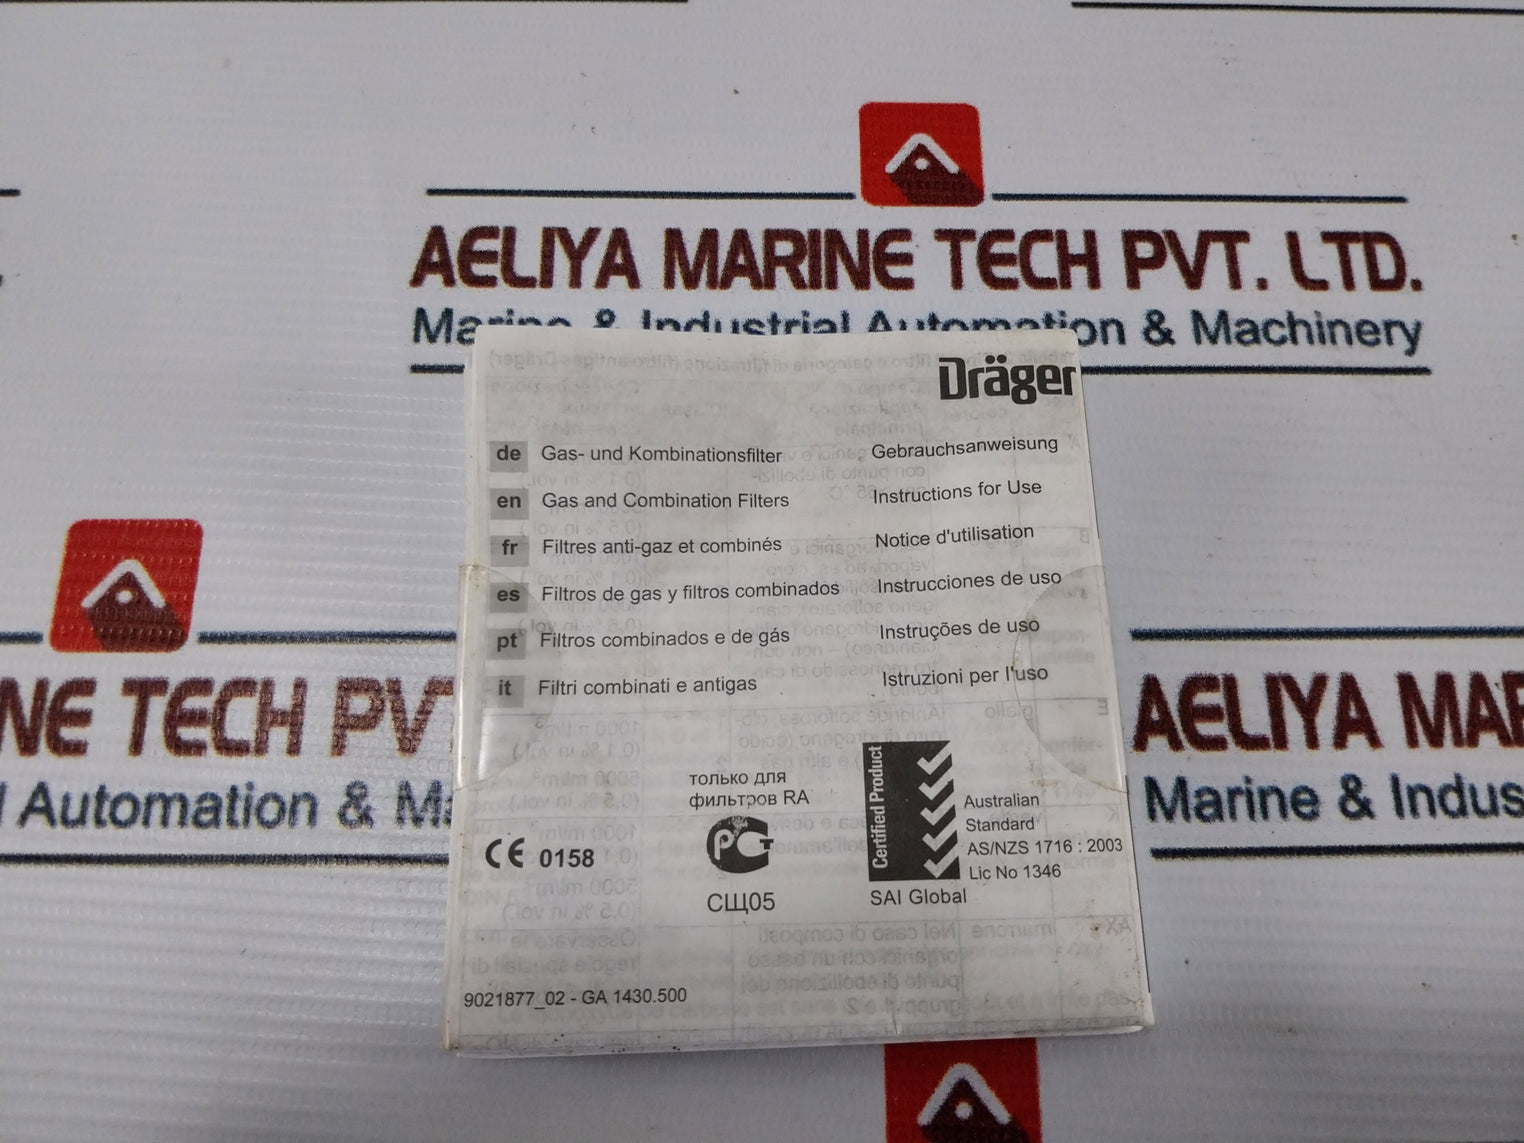 AELIYA MARINE TECH PVT. LTD.
Marine & Industrial Automation & Machinery
Dräger
de Gas- und Kombinationsfilter Gebrauchsanweisung
en Gas and Combination Filters Instructions for Use
fr Filtres anti-gaz et combinés Notice d'utilisation
es Filtros de gas y filtros combinados Instrucciones de uso
pt Filtros combinados e de gás Instruções de uso
it Filtri combinati e antigas Istruzioni per l'uso
NE TECH PVT
Automation & Ma
AELIYA MAR
Marine & Indus
только для
фильтров RA
CE 0158
РСТ
СЩ05
Certified Product
Australian
Standard
AS/NZS 1716 : 2003
Lic No 1346
SAI Global
9021877_02 - GA 1430.500